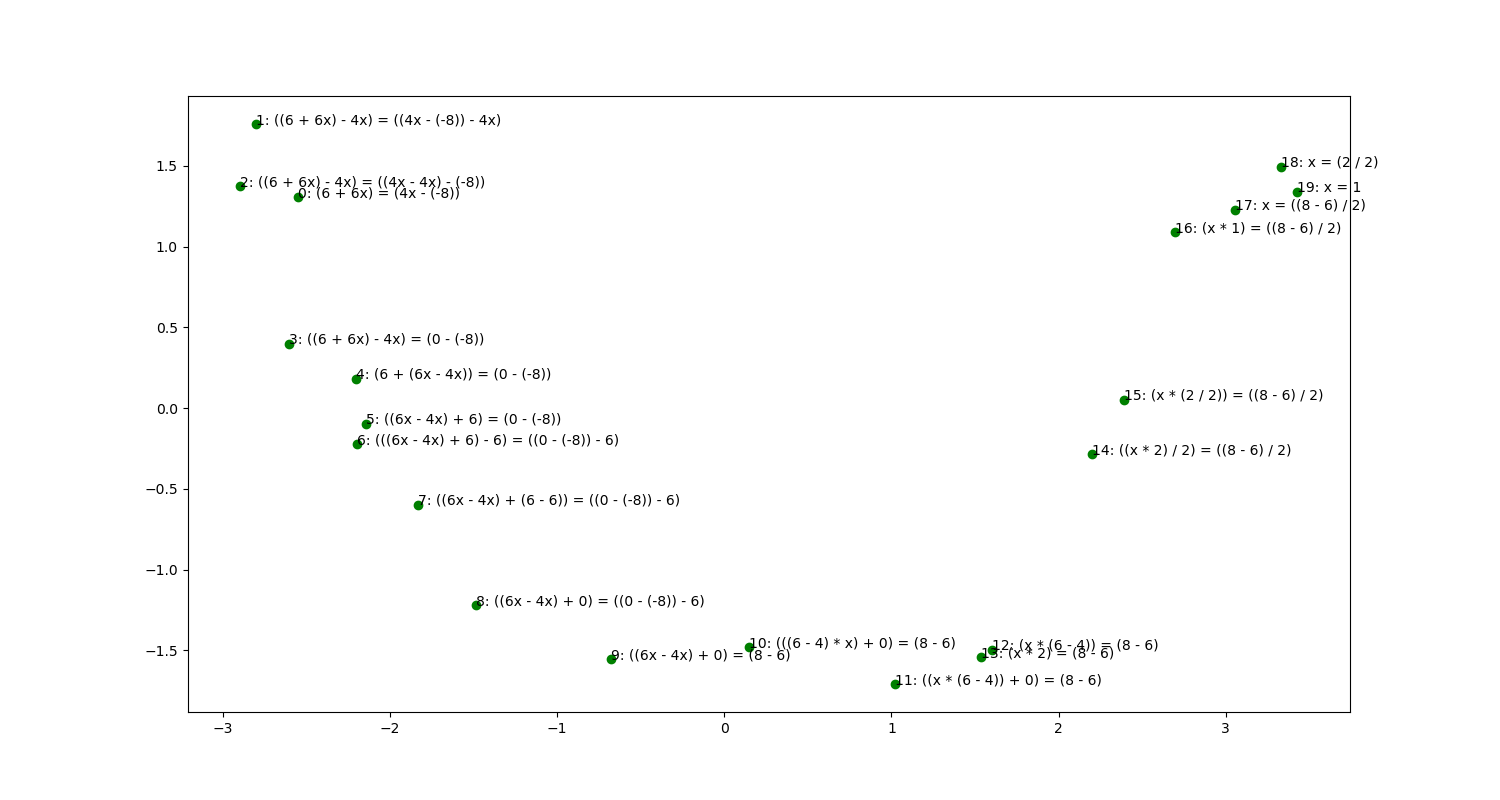 1: ((6 + 6x) - 4x) = ((4x - (-8)) - 4x)
18: x = (2 / 2)
1.5
2: ((6 + 6x) - 4x) = ((4x - 4x) - (-8))
0: (6 + 6x) = (4x - (-8))
19: x = 1
17: x = ((8 - 6) / 2)
16: (x * 1) = ((8 - 6) / 2)
1.0
0.5
3: ((6 + 6x) - 4x) = (0 - (-8))
4: (6 + (6x - 4x)) = (0 - (-8))
15: (x * (2 / 2)) = ((8 - 6) / 2)
0.0
5: ((6x - 4x) + 6) = (0 - (-8))
6: (((6x - 4x) + 6) - 6) = ((0 - (-8)) - 6)
14: ((x * 2) / 2) = ((8 - 6) / 2)
−0.5
7: ((6x - 4x) + (6 - 6)) = ((0 - (-8)) - 6)
−1.0
8: ((6x - 4x) + 0) = ((0 - (-8)) - 6)
10: (((6 - 4) * x) + 0) = (8 - 6)
12: (x * (6 - 4)) = (8 - 6)
−1.5
9: ((6x - 4x) + 0) = (8 - 6)
13: (x * 2) = (8 - 6)
11: ((x * (6 - 4)) + 0) = (8 - 6)
−3 −2 −1 0 1 2 3